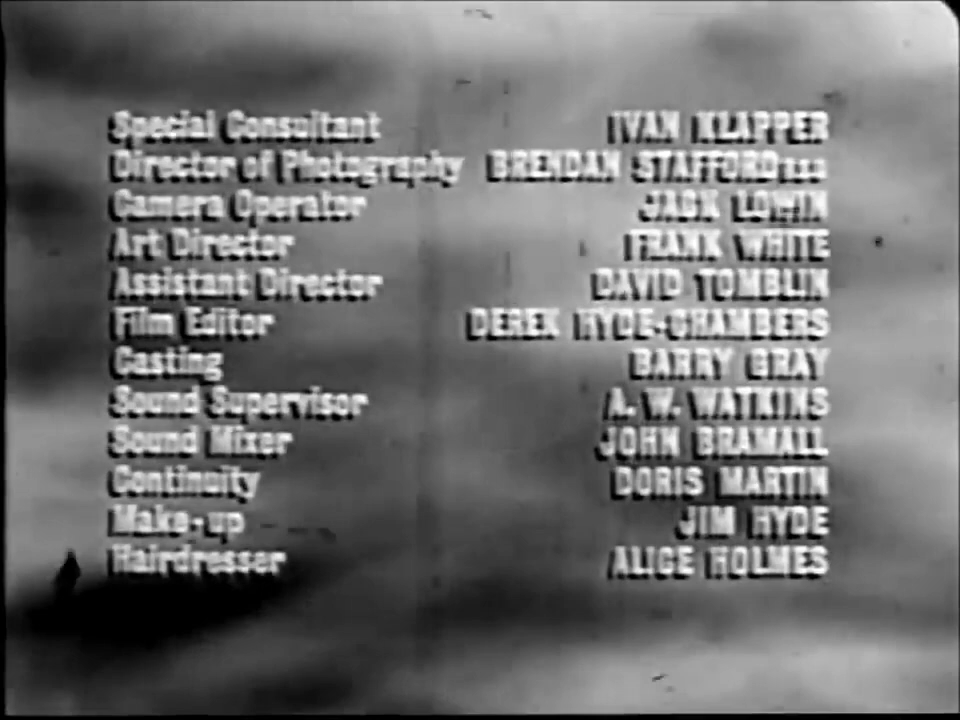 Special Consultant IVAN KLAPPER
Director of Photography BRENDAN STAFFORD
Camera Operator JACK LOWIN
Art Director FRANK WHITE
Assistant Director DAVID TOMBLIN
Film Editor DEREK HYDE-CHAMBERS
Casting BARRY GRAY
Sound Supervisor A. W. WATKINS
Sound Mixer JOHN BRAMALL
Continuity DORIS MARTIN
Make-up JIM HYDE
Hairdresser ALICE HOLMES